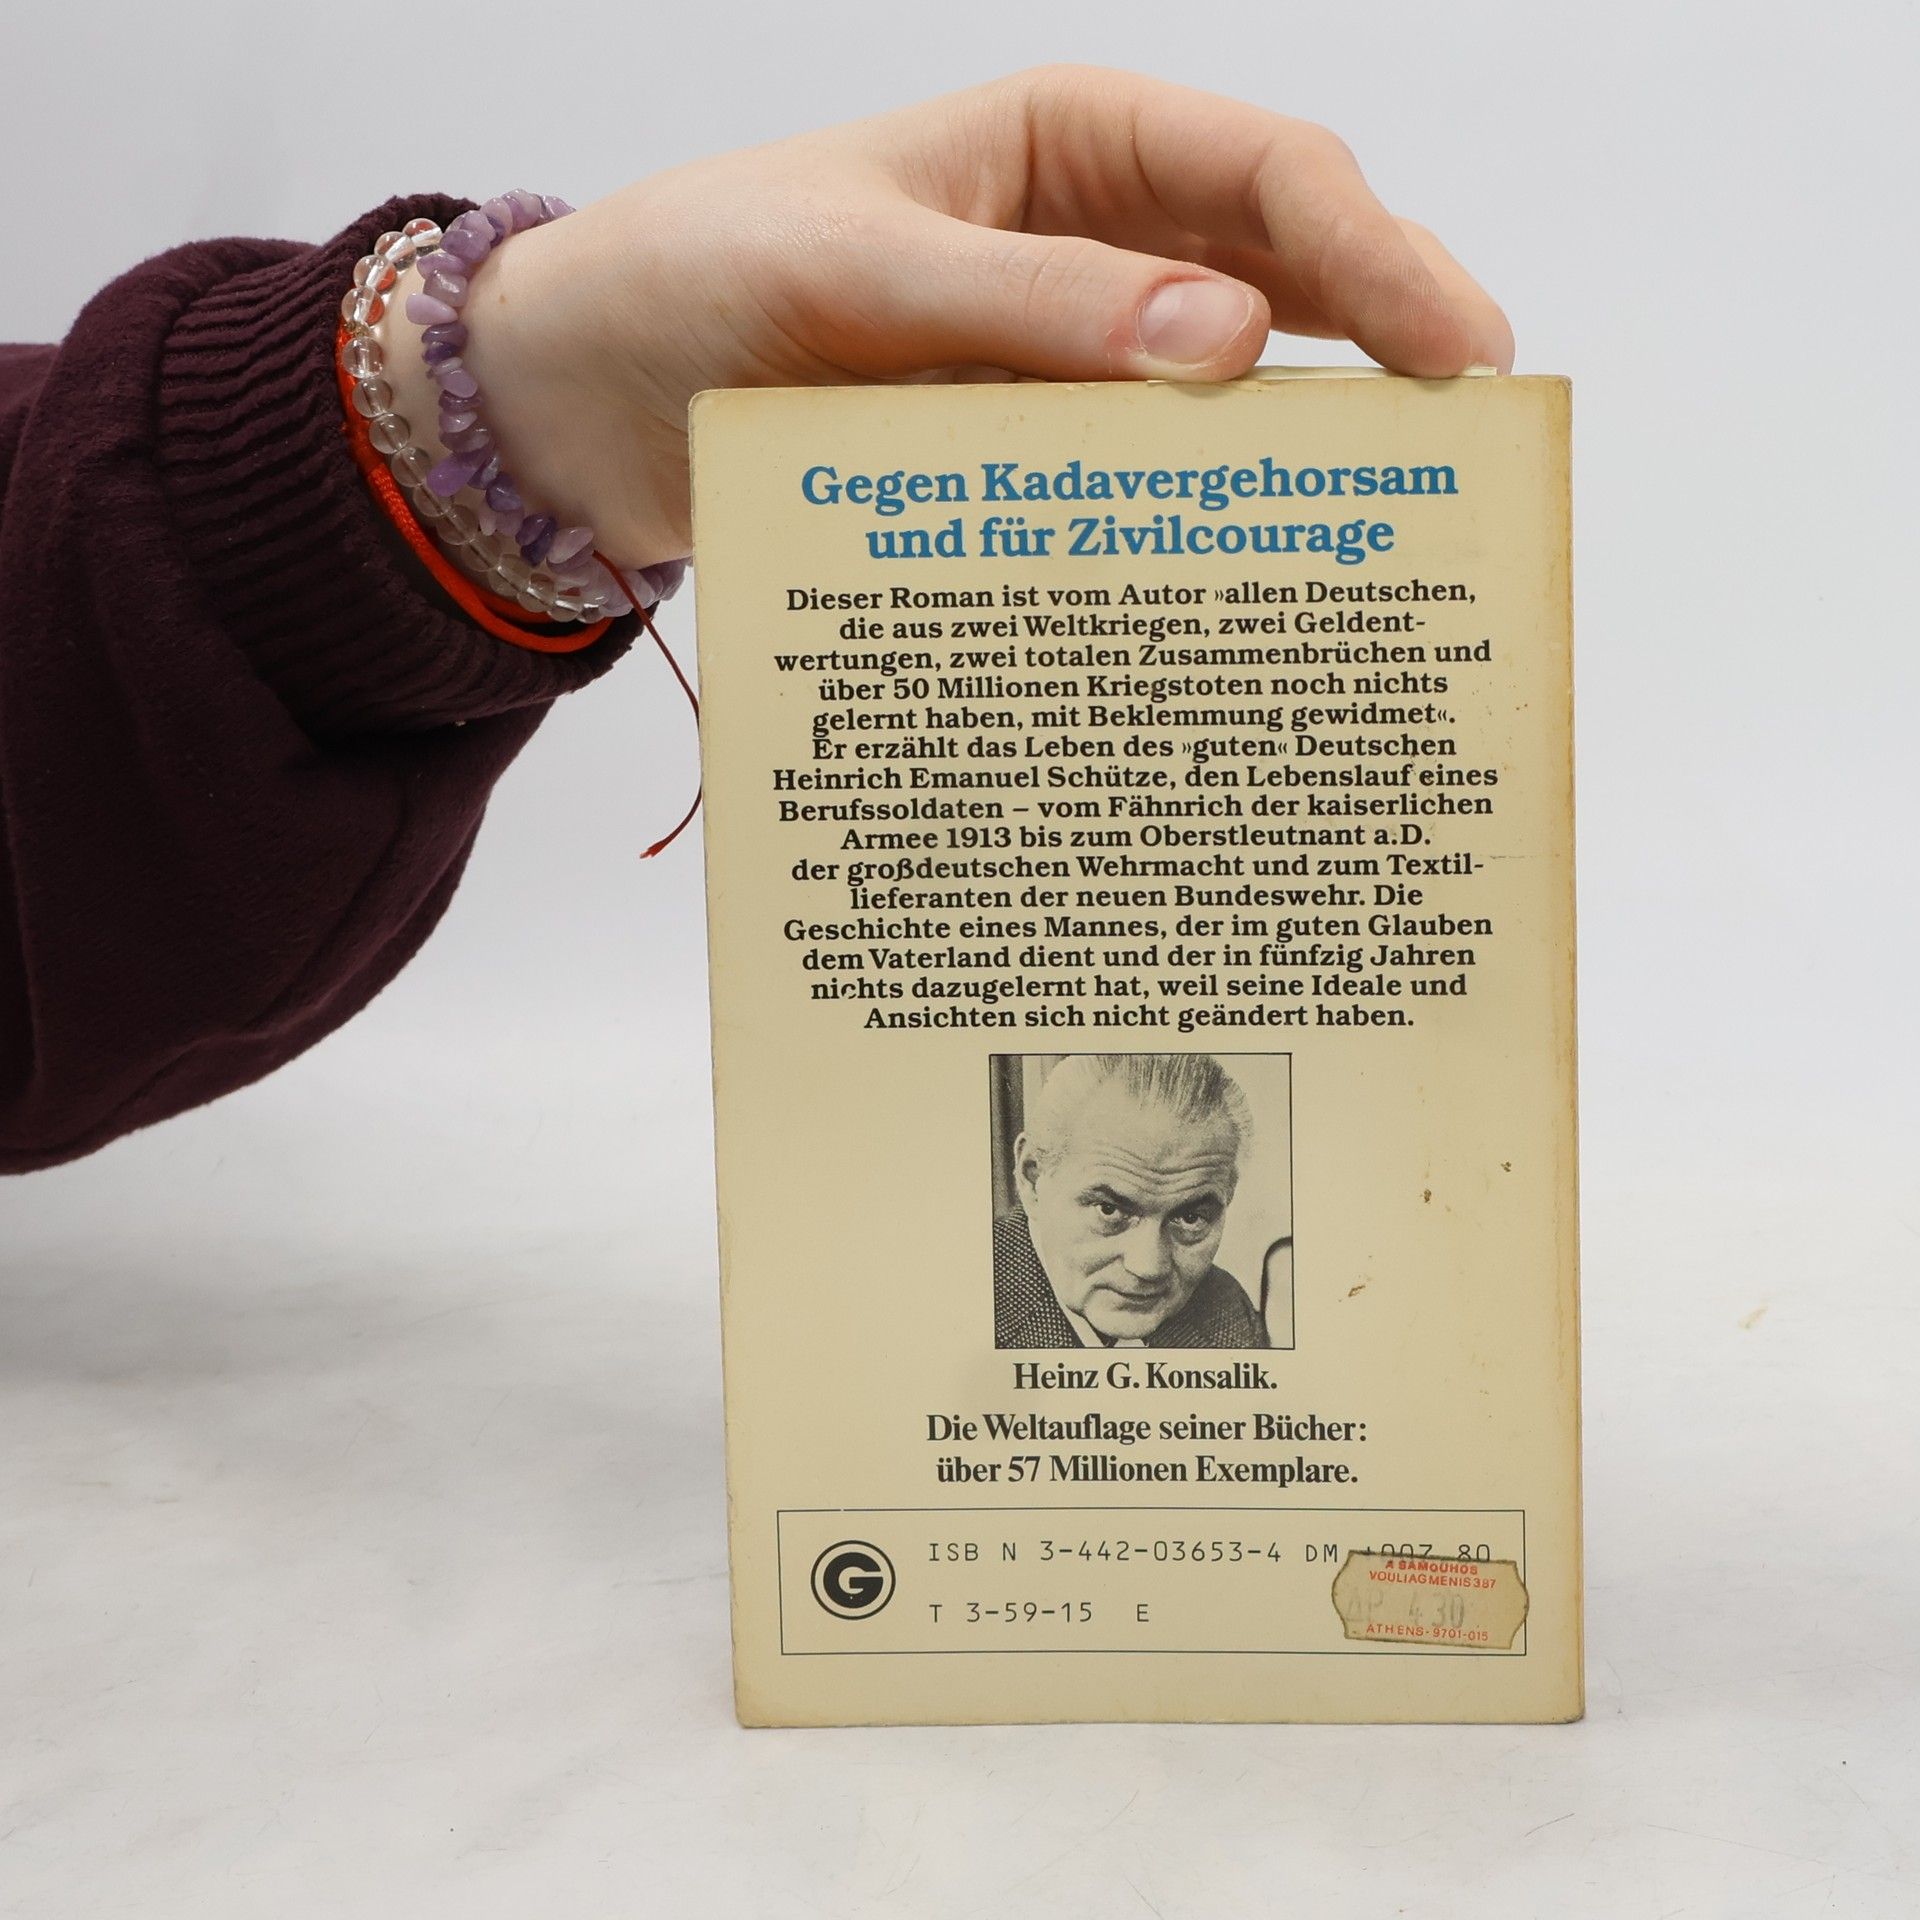 Gegen Kadavergehorsam
und für Zivilcourage
Dieser Roman ist vom Autor »allen Deutschen,
die aus zwei Weltkriegen, zwei Geldent-
wertungen, zwei totalen Zusammenbrüchen und
über 50 Millionen Kriegstoten noch nichts
gelernt haben, mit Beklemmung gewidmet«.
Er erzählt das Leben des »guten« Deutschen
Heinrich Emanuel Schütze, den Lebenslauf eines
Berufssoldaten – vom Fähnrich der kaiserlichen
Armee 1913 bis zum Oberstleutnant a.D.
der großdeutschen Wehrmacht und zum Textil-
lieferanten der neuen Bundeswehr. Die
Geschichte eines Mannes, der im guten Glauben
dem Vaterland dient und der in fünfzig Jahren
nichts dazugelernt hat, weil seine Ideale und
Ansichten sich nicht geändert haben.
Heinz G. Konsalik.
Die Weltauflage seiner Bücher:
über 57 Millionen Exemplare.
G
ISB N 3-442-03653-4 DM 80
T 3-59-15 E
A SAMOUHOS
VOULIAGMENIS 387
ΔΡ 430
ATHENS-9701-015